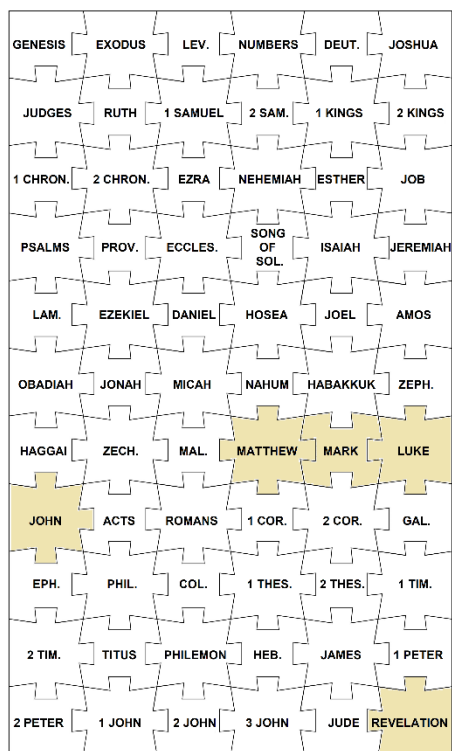 GENESIS EXODUS LEV. NUMBERS DEUT. JOSHUA
JUDGES RUTH 1 SAMUEL 2 SAM. 1 KINGS 2 KINGS
1 CHRON. 2 CHRON. EZRA NEHEMIAH ESTHER JOB
PSALMS PROV. ECCLES. SONG OF SOL. ISAIAH JEREMIAH
LAM. EZEKIEL DANIEL HOSEA JOEL AMOS
OBADIAH JONAH MICAH NAHUM HABAKKUK ZEPH.
HAGGAI ZECH. MAL. MATTHEW MARK LUKE
JOHN ACTS ROMANS 1 COR. 2 COR. GAL.
EPH. PHIL. COL. 1 THES. 2 THES. 1 TIM.
2 TIM. TITUS PHILEMON HEB. JAMES 1 PETER
2 PETER 1 JOHN 2 JOHN 3 JOHN JUDE REVELATION